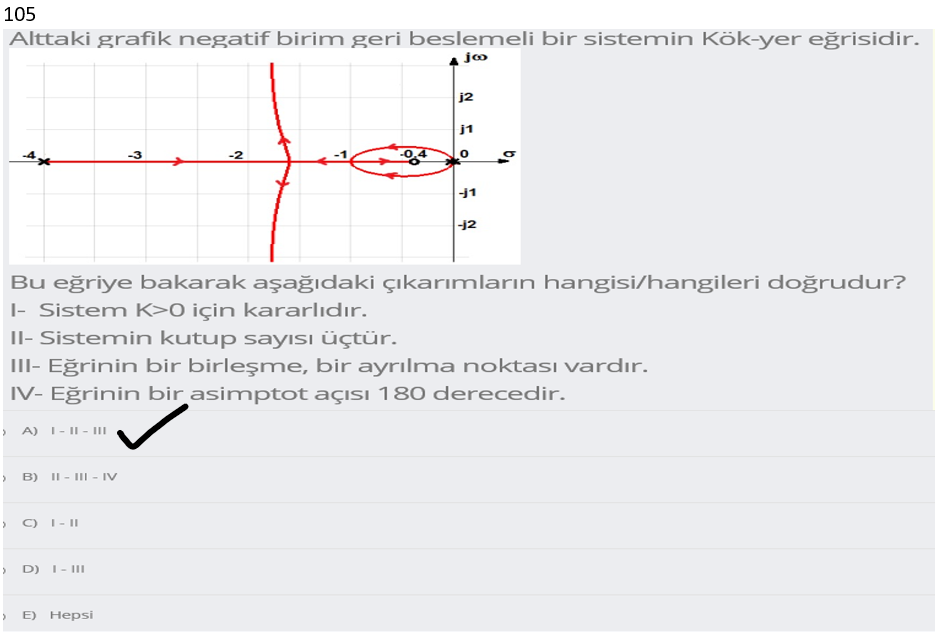 105
Alttaki grafik negatif birim geri beslemeli bir sistemin Kök-yer eğrisidir.
jω
j2
j1
-4 -3 -2 -1 -0,4 0 σ
-j1
-j2
Bu eğriye bakarak aşağıdaki çıkarımların hangisi/hangileri doğrudur?
I- Sistem K>0 için kararlıdır.
II- Sistemin kutup sayısı üçtür.
III- Eğrinin bir birleşme, bir ayrılma noktası vardır.
IV- Eğrinin bir asimptot açısı 180 derecedir.
A) I - II - III
B) II - III - IV
C) I - II
D) I - III
E) Hepsi